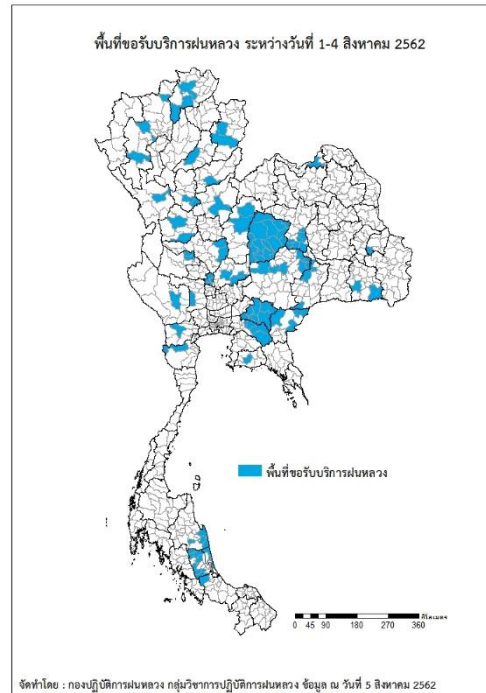 พื้นที่ขอรับบริการฝนหลวง ระหว่างวันที่ 1-4 สิงหาคม 2562
พื้นที่ขอรับบริการฝนหลวง
กิโลเมตร
0 45 90 180 270 360
จัดทำโดย : กองปฏิบัติการฝนหลวง กลุ่มวิชาการปฏิบัติการฝนหลวง ข้อมูล ณ วันที่ 5 สิงหาคม 2562